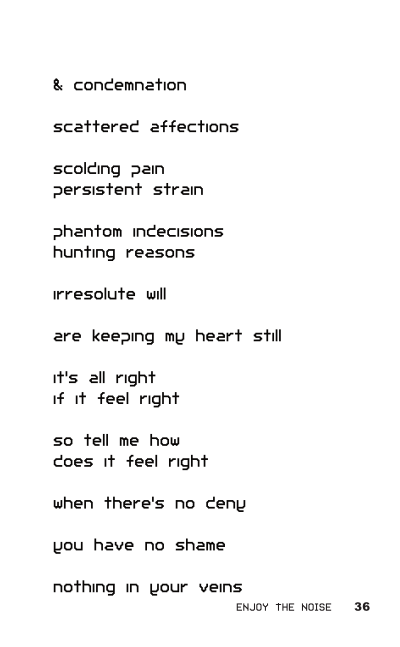 & condemnation
scattered affections
scolding pain
persistent strain
phantom indecisions
hunting reasons
irresolute will
are keeping my heart still
it's all right
if it feel right
so tell me how
does it feel right
when there's no deny
you have no shame
nothing in your veins
ENJOY THE NOISE 36